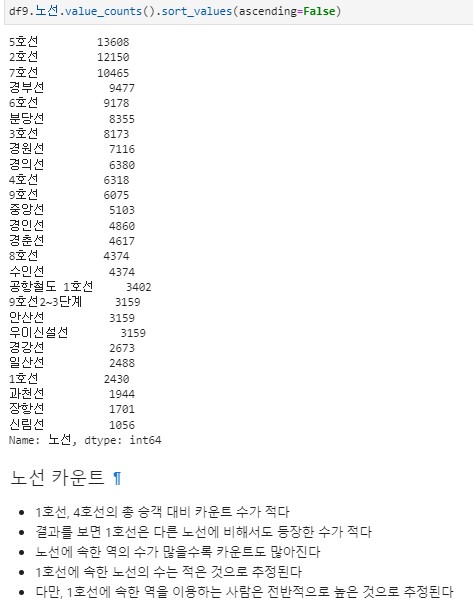 df9.노선.value_counts().sort_values(ascending=False)
5호선 13608
2호선 12150
7호선 10465
경부선 9477
6호선 9178
분당선 8355
3호선 8173
경원선 7116
경의선 6380
4호선 6318
9호선 6075
중앙선 5103
경인선 4860
경춘선 4617
8호선 4374
수인선 4374
공항철도 1호선 3402
9호선2~3단계 3159
안산선 3159
우이신설선 3159
경강선 2673
일산선 2488
1호선 2430
과천선 1944
장항선 1701
신림선 1056
Name: 노선, dtype: int64
노선 카운트 ¶
• 1호선, 4호선의 총 승객 대비 카운트 수가 적다
• 결과를 보면 1호선은 다른 노선에 비해서도 등장한 수가 적다
• 노선에 속한 역의 수가 많을수록 카운트도 많아진다
• 1호선에 속한 노선의 수는 적은 것으로 추정된다
• 다만, 1호선에 속한 역을 이용하는 사람은 전반적으로 높은 것으로 추정된다